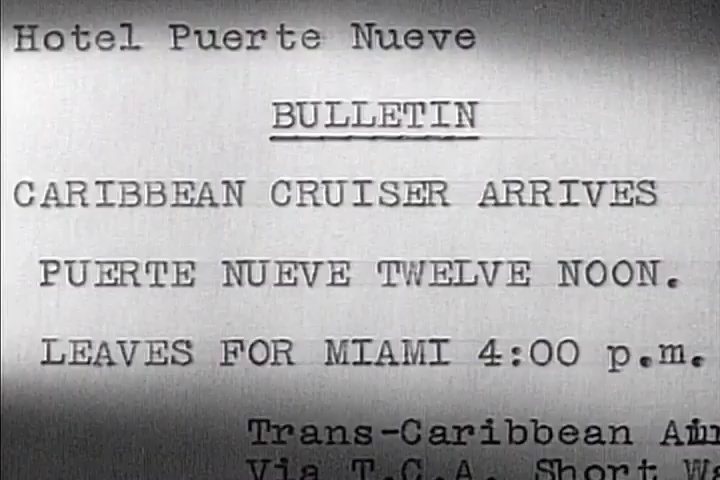 Hotel Puerte Nueve
BULLETIN
CARIBBEAN CRUISER ARRIVES
PUERTE NUEVE TWELVE NOON.
LEAVES FOR MIAMI 4:00 p.m.
Trans-Caribbean
Via T.C.A. Short